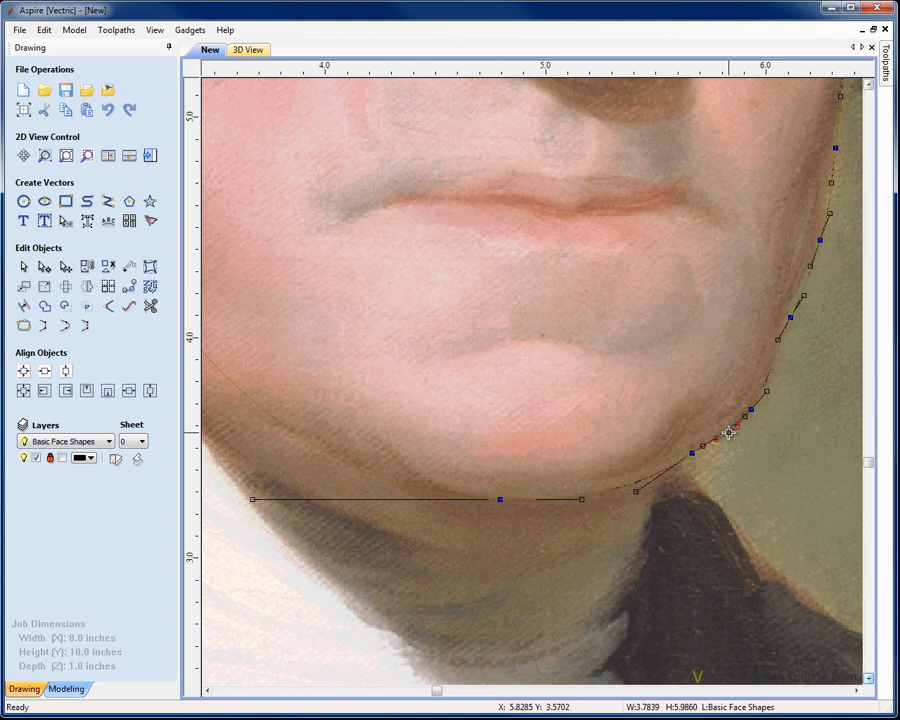 Aspire [Vectric] - [New]
File Edit Model Toolpaths View Gadgets Help
Drawing
New 3D View
Toolpaths
File Operations
2D View Control
Create Vectors
Edit Objects
Align Objects
Layers Sheet
Basic Face Shapes 0
4.0 5.0 6.0
5.0
4.0
3.0
Job Dimensions
Width (X): 8.0 inches
Height (Y): 10.0 inches
Depth (Z): 1.0 inches
Drawing Modeling
Ready X: 5.8285 Y: 3.5702 W:3.7839 H:5.9860 L:Basic Face Shapes